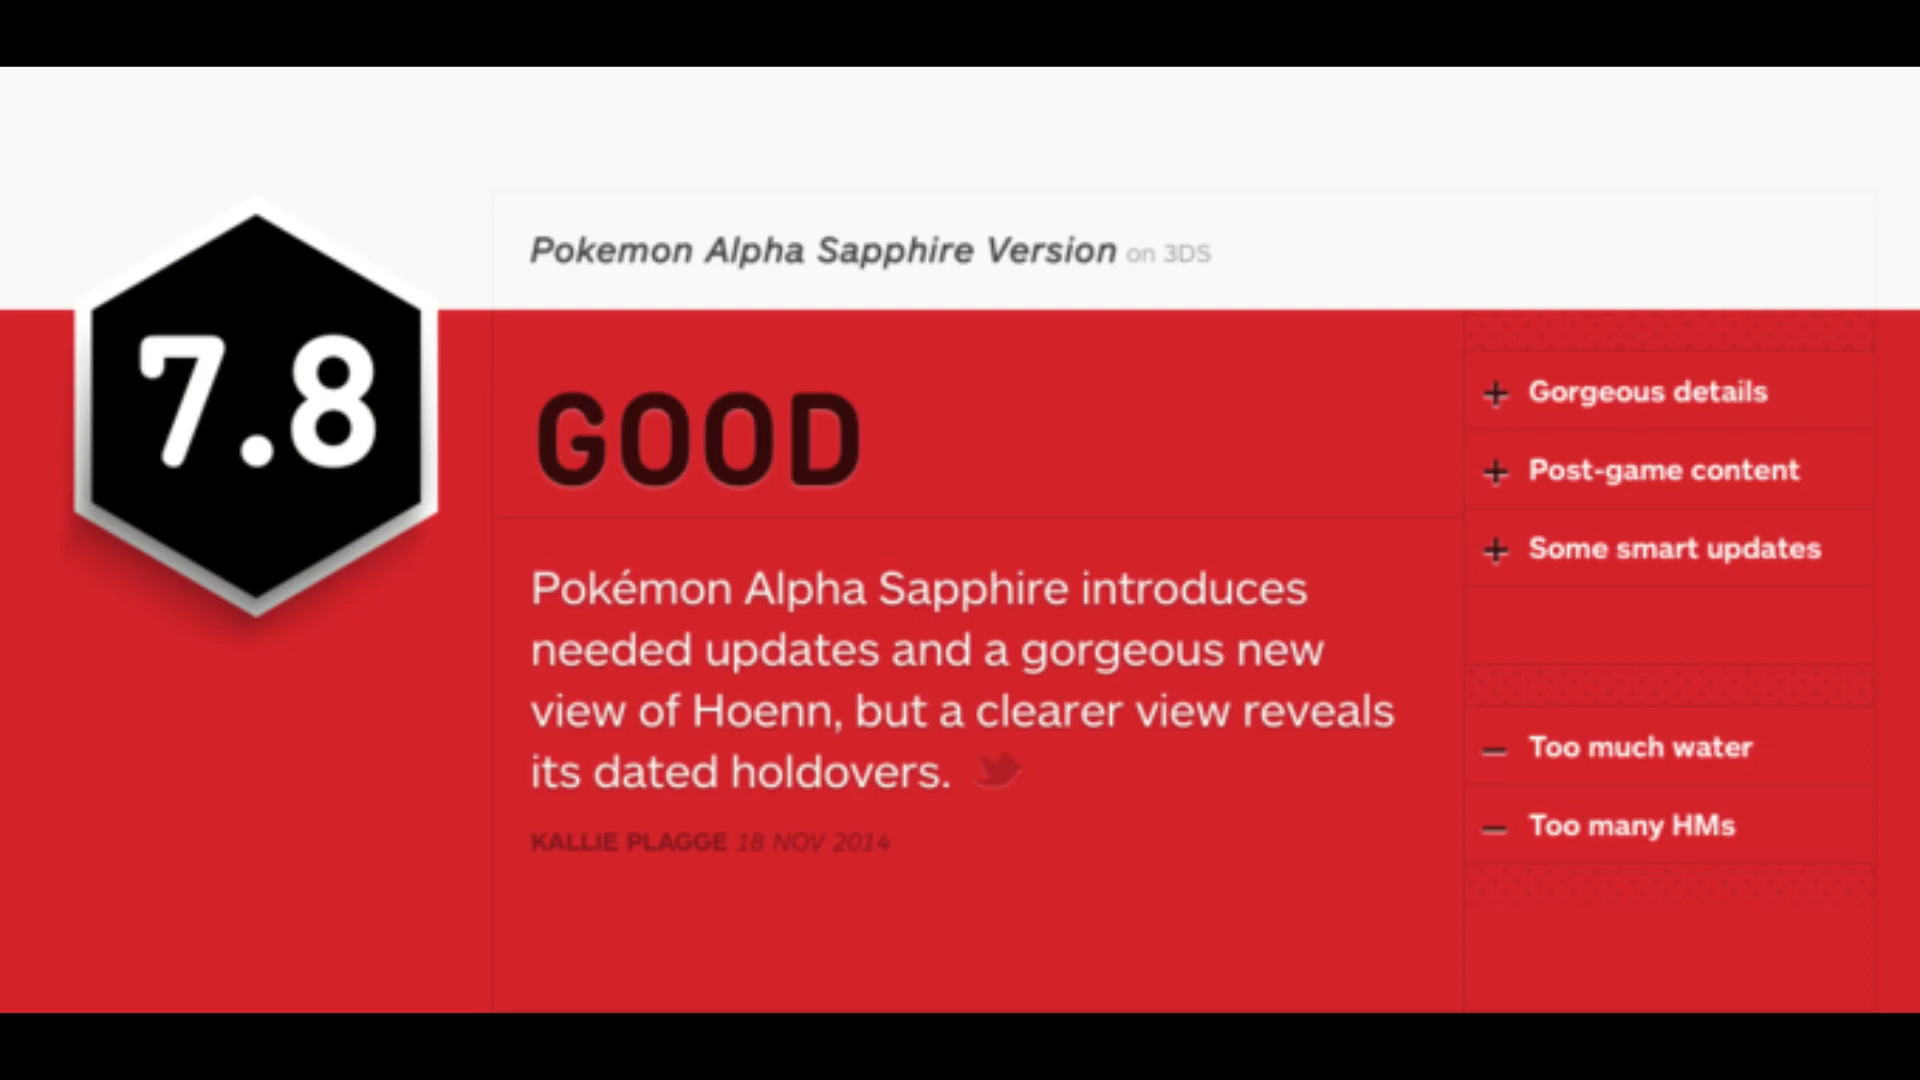 Pokemon Alpha Sapphire Version on 3DS
7.8
GOOD
Pokémon Alpha Sapphire introduces
needed updates and a gorgeous new
view of Hoenn, but a clearer view reveals
its dated holdovers.
KALLIE PLAGGE 18 NOV 2014
+ Gorgeous details
+ Post-game content
+ Some smart updates
– Too much water
– Too many HMs